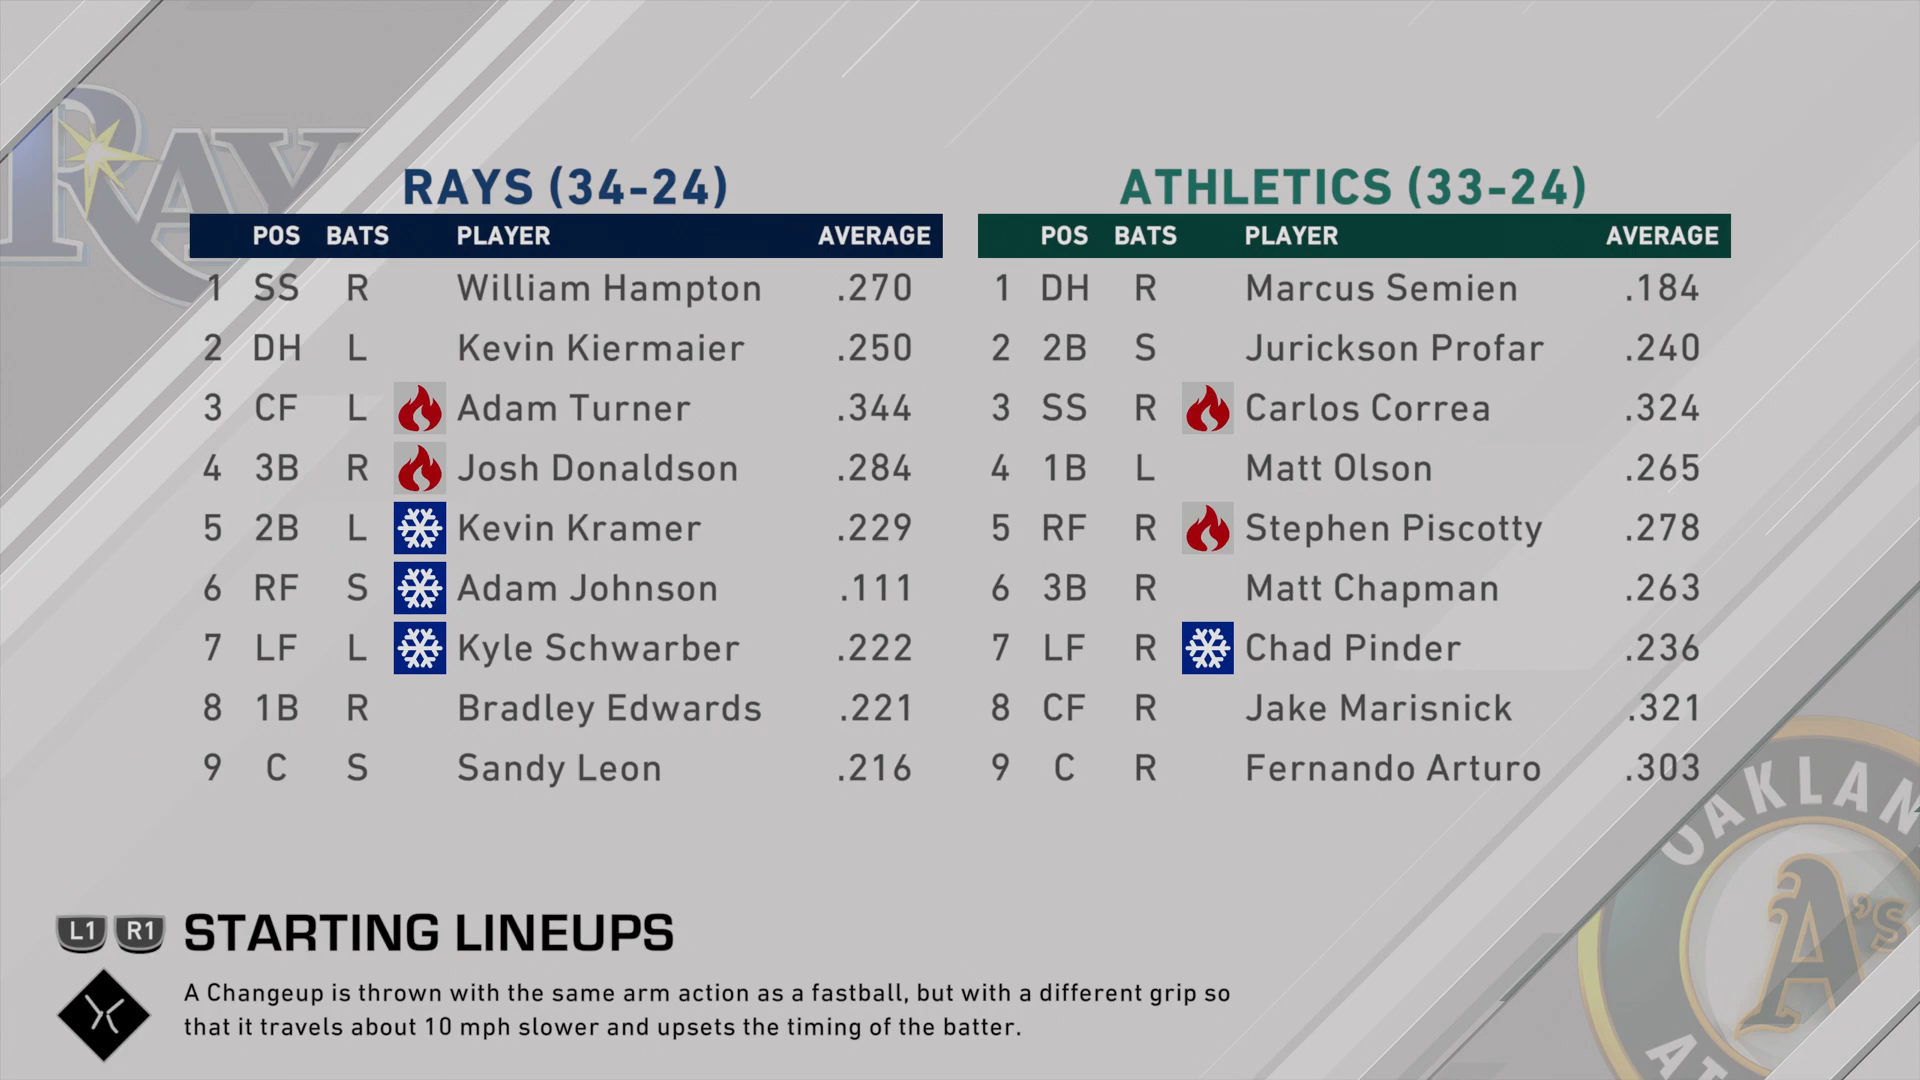 RAYS
RAYS (34-24)
POS BATS PLAYER AVERAGE
1 SS R William Hampton .270
2 DH L Kevin Kiermaier .250
3 CF L Adam Turner .344
4 3B R Josh Donaldson .284
5 2B L Kevin Kramer .229
6 RF S Adam Johnson .111
7 LF L Kyle Schwarber .222
8 1B R Bradley Edwards .221
9 C S Sandy Leon .216
ATHLETICS (33-24)
POS BATS PLAYER AVERAGE
1 DH R Marcus Semien .184
2 2B S Jurickson Profar .240
3 SS R Carlos Correa .324
4 1B L Matt Olson .265
5 RF R Stephen Piscotty .278
6 3B R Matt Chapman .263
7 LF R Chad Pinder .236
8 CF R Jake Marisnick .321
9 C R Fernando Arturo .303
OAKLAN
A's
AT
L1 R1 STARTING LINEUPS
A Changeup is thrown with the same arm action as a fastball, but with a different grip so
that it travels about 10 mph slower and upsets the timing of the batter.